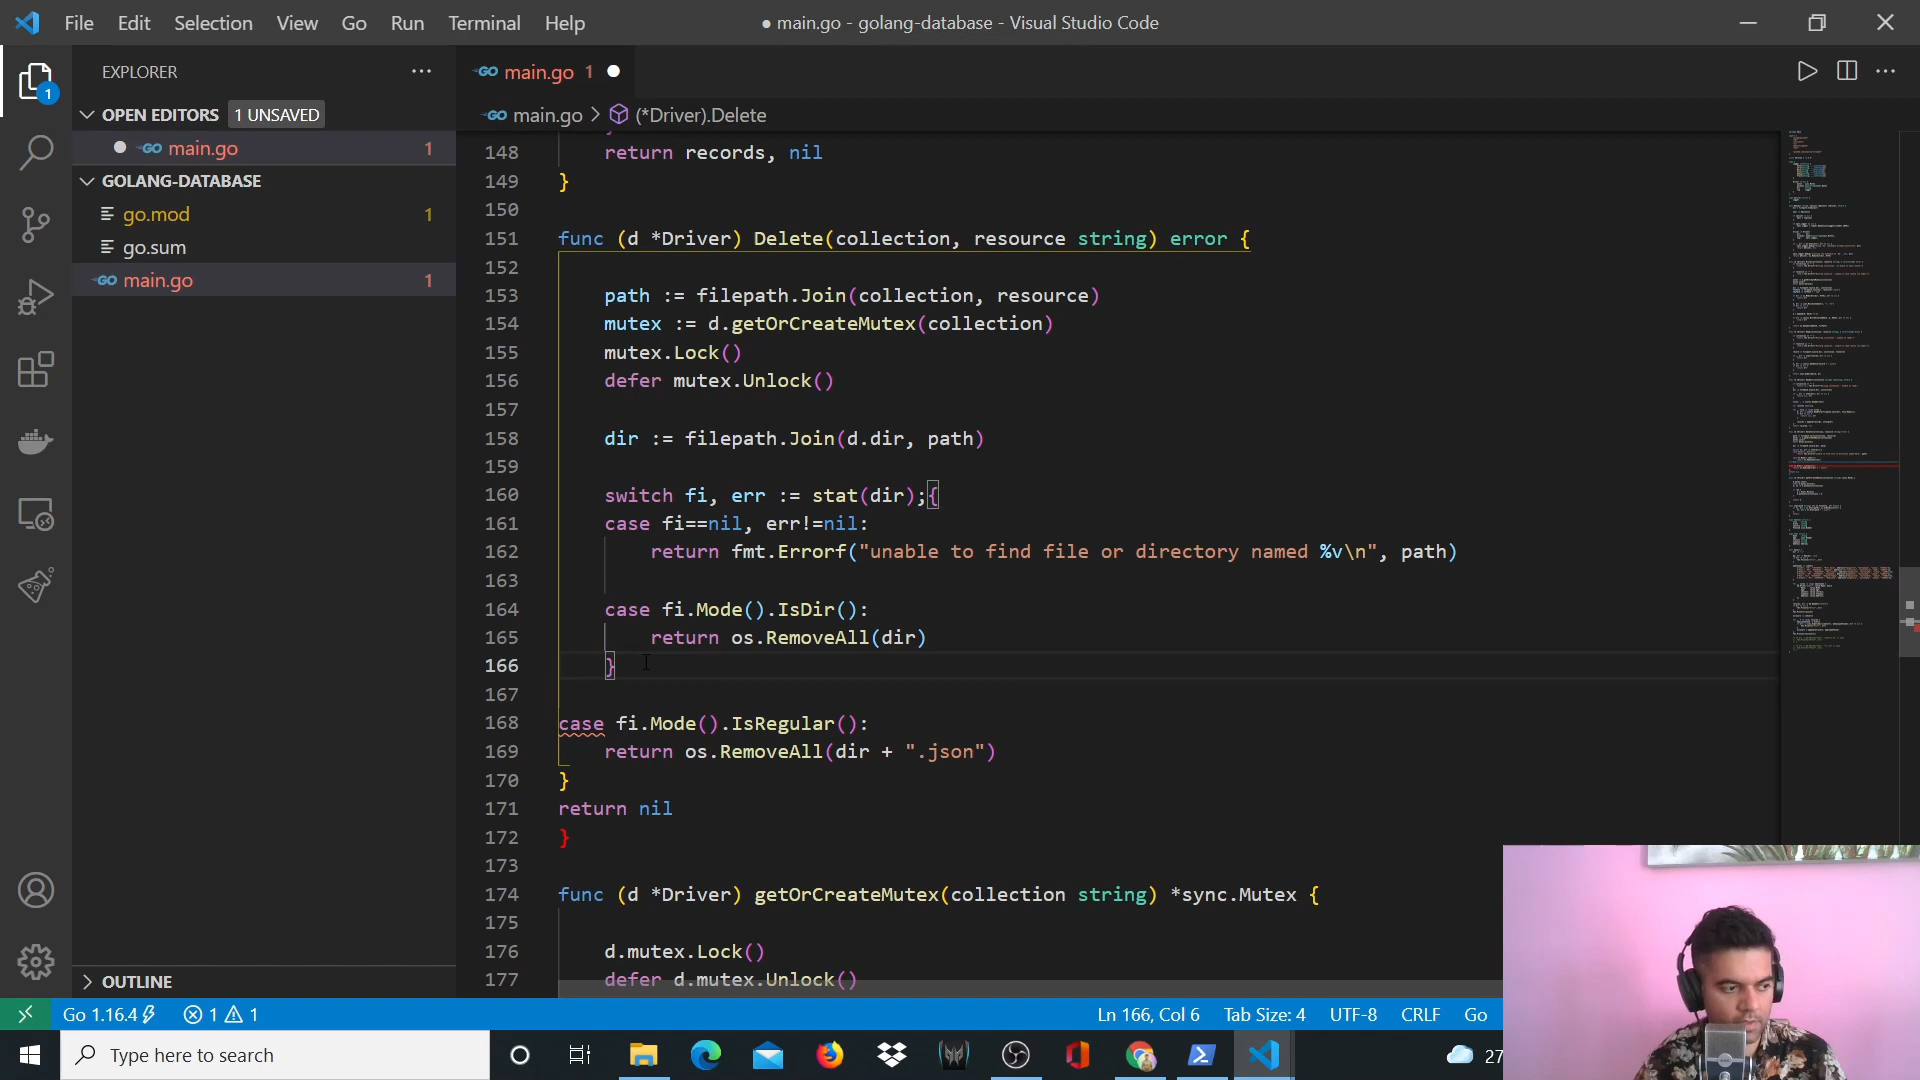 File Edit Selection View Go Run Terminal Help
● main.go - golang-database - Visual Studio Code
EXPLORER
main.go 1
1
OPEN EDITORS 1 UNSAVED
main.go > (*Driver).Delete
main.go 1
GOLANG-DATABASE
go.mod 1
go.sum
main.go 1
148 return records, nil
149 }
150
151 func (d *Driver) Delete(collection, resource string) error {
152
153 path := filepath.Join(collection, resource)
154 mutex := d.getOrCreateMutex(collection)
155 mutex.Lock()
156 defer mutex.Unlock()
157
158 dir := filepath.Join(d.dir, path)
159
160 switch fi, err := stat(dir);{
161 case fi==nil, err!=nil:
162 return fmt.Errorf("unable to find file or directory named %v\n", path)
163
164 case fi.Mode().IsDir():
165 return os.RemoveAll(dir)
166 }
167
168 case fi.Mode().IsRegular():
169 return os.RemoveAll(dir + ".json")
170 }
171 return nil
172 }
173
174 func (d *Driver) getOrCreateMutex(collection string) *sync.Mutex {
175
176 d.mutex.Lock()
177 defer d.mutex.Unlock()
OUTLINE
Go 1.16.4 1 1 Ln 166, Col 6 Tab Size: 4 UTF-8 CRLF Go
Type here to search
27